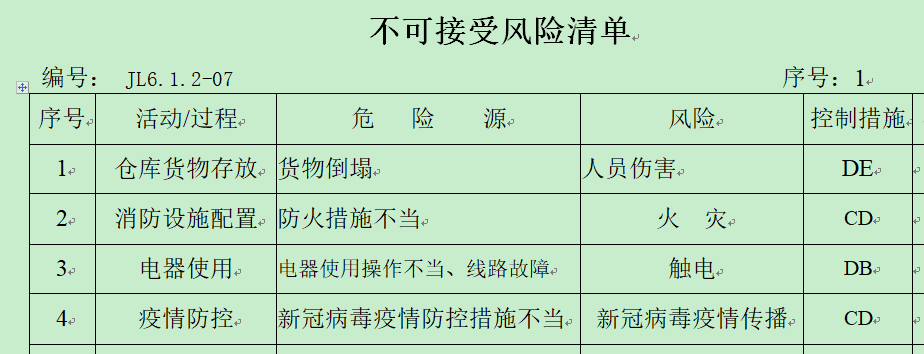 不可接受风险清单
编号： JL6.1.2-07 序号：1
序号 活动/过程 危 险 源 风险 控制措施
1 仓库货物存放 货物倒塌 人员伤害 DE
2 消防设施配置 防火措施不当 火 灾 CD
3 电器使用 电器使用操作不当、线路故障 触电 DB
4 疫情防控 新冠病毒疫情防控措施不当 新冠病毒疫情传播 CD